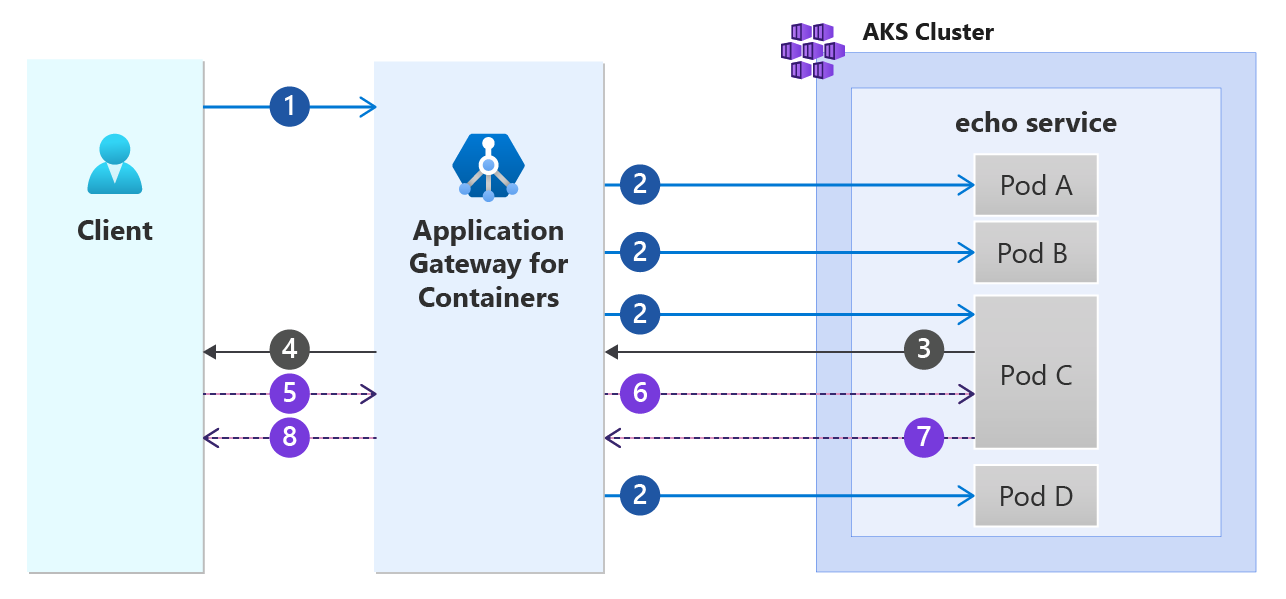 AKS Cluster
echo service
1
Client
Application
Gateway for
Containers
2
Pod A
2
Pod B
2
4
3
Pod C
5
6
8
7
2
Pod D